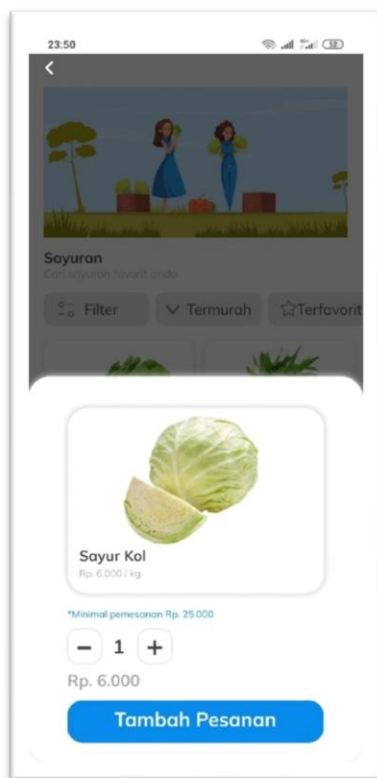 23:50
Sayuran
Cari sayuran favorit anda
Filter
Termurah
Terfavorit
Sayur Kol
Rp. 6.000 / kg
*Minimal pemesanan Rp. 25.000
− 1 +
Rp. 6.000
Tambah Pesanan